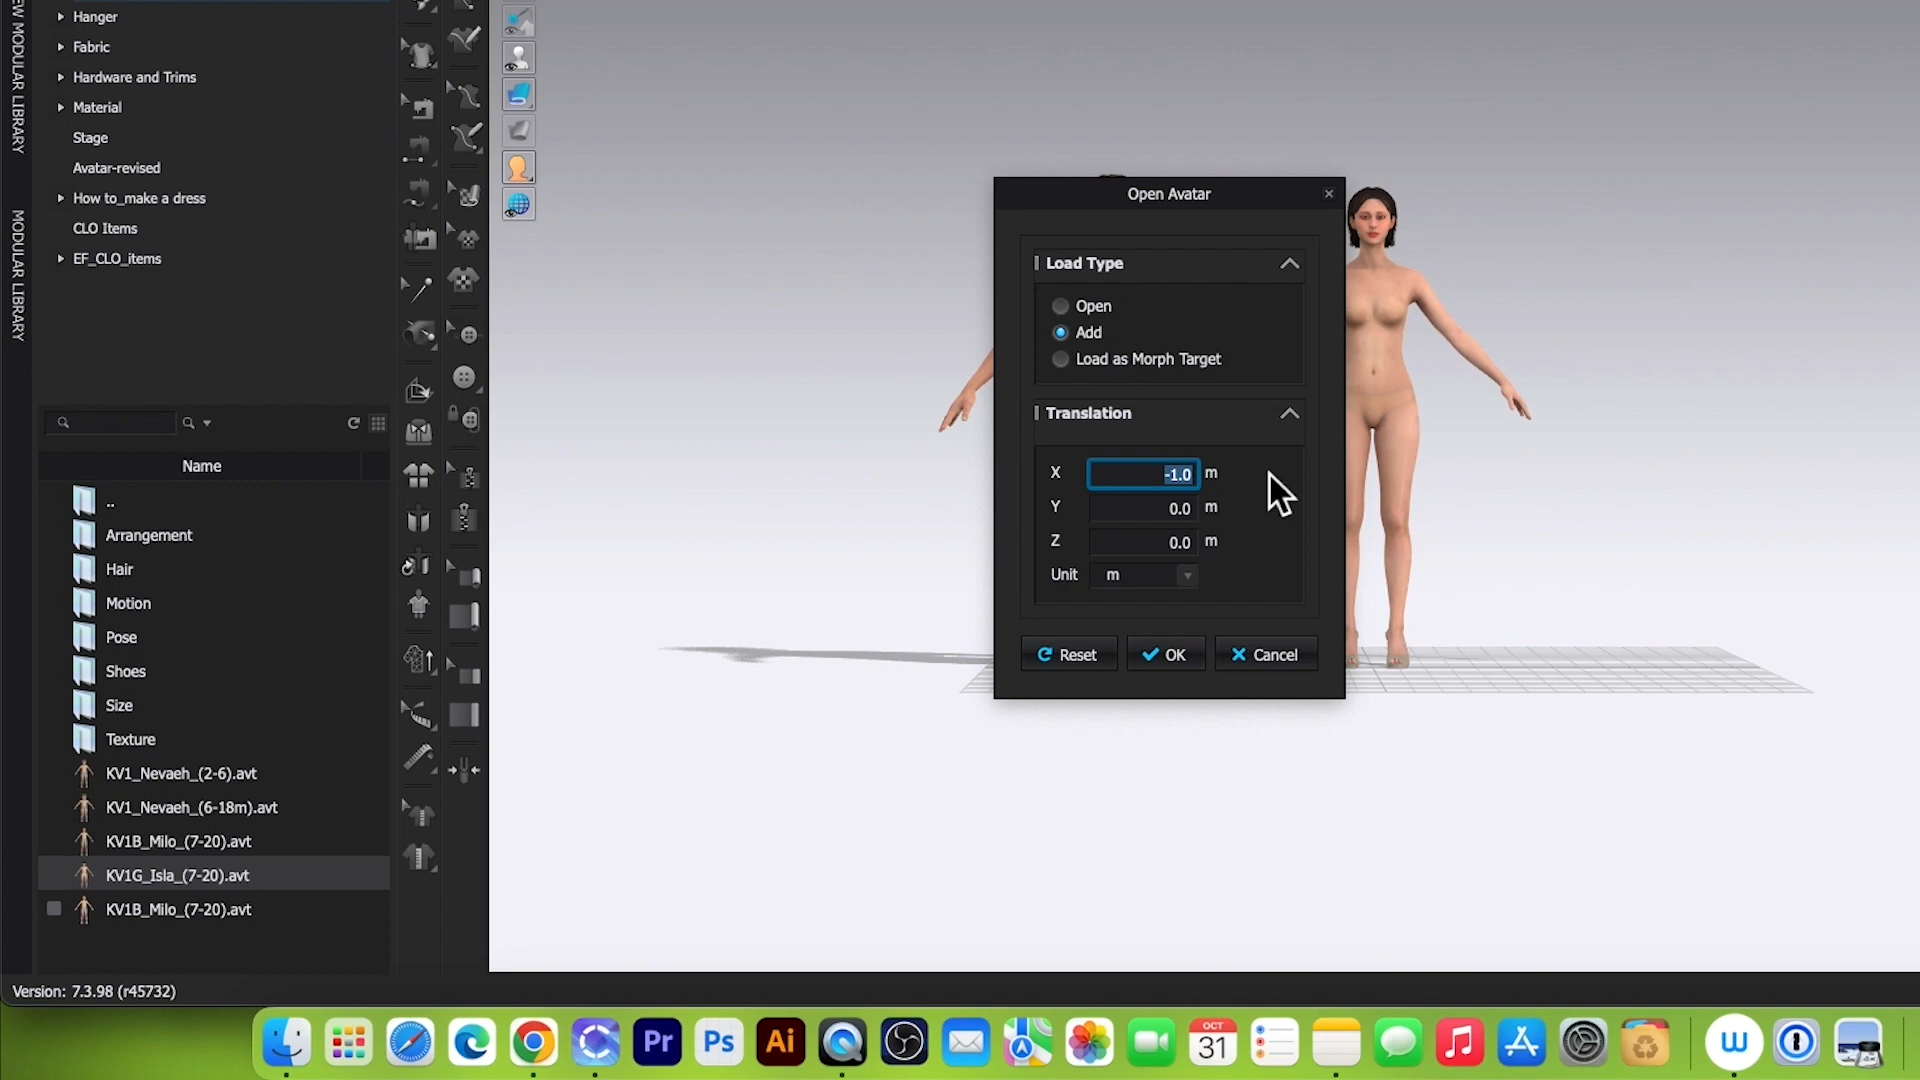 EW MODULAR LIBRARY
MODULAR LIBRARY
Hanger
Fabric
Hardware and Trims
Material
Stage
Avatar-revised
How to_make a dress
CLO Items
EF_CLO_items
Name
..
Arrangement
Hair
Motion
Pose
Shoes
Size
Texture
KV1_Nevaeh_(2-6).avt
KV1_Nevaeh_(6-18m).avt
KV1B_Milo_(7-20).avt
KV1G_Isla_(7-20).avt
KV1B_Milo_(7-20).avt
Version: 7.3.98 (r45732)
Open Avatar
Load Type
Open
Add
Load as Morph Target
Translation
X -1.0 m
Y 0.0 m
Z 0.0 m
Unit m
Reset OK Cancel
Pr Ps Ai OCT
31
w